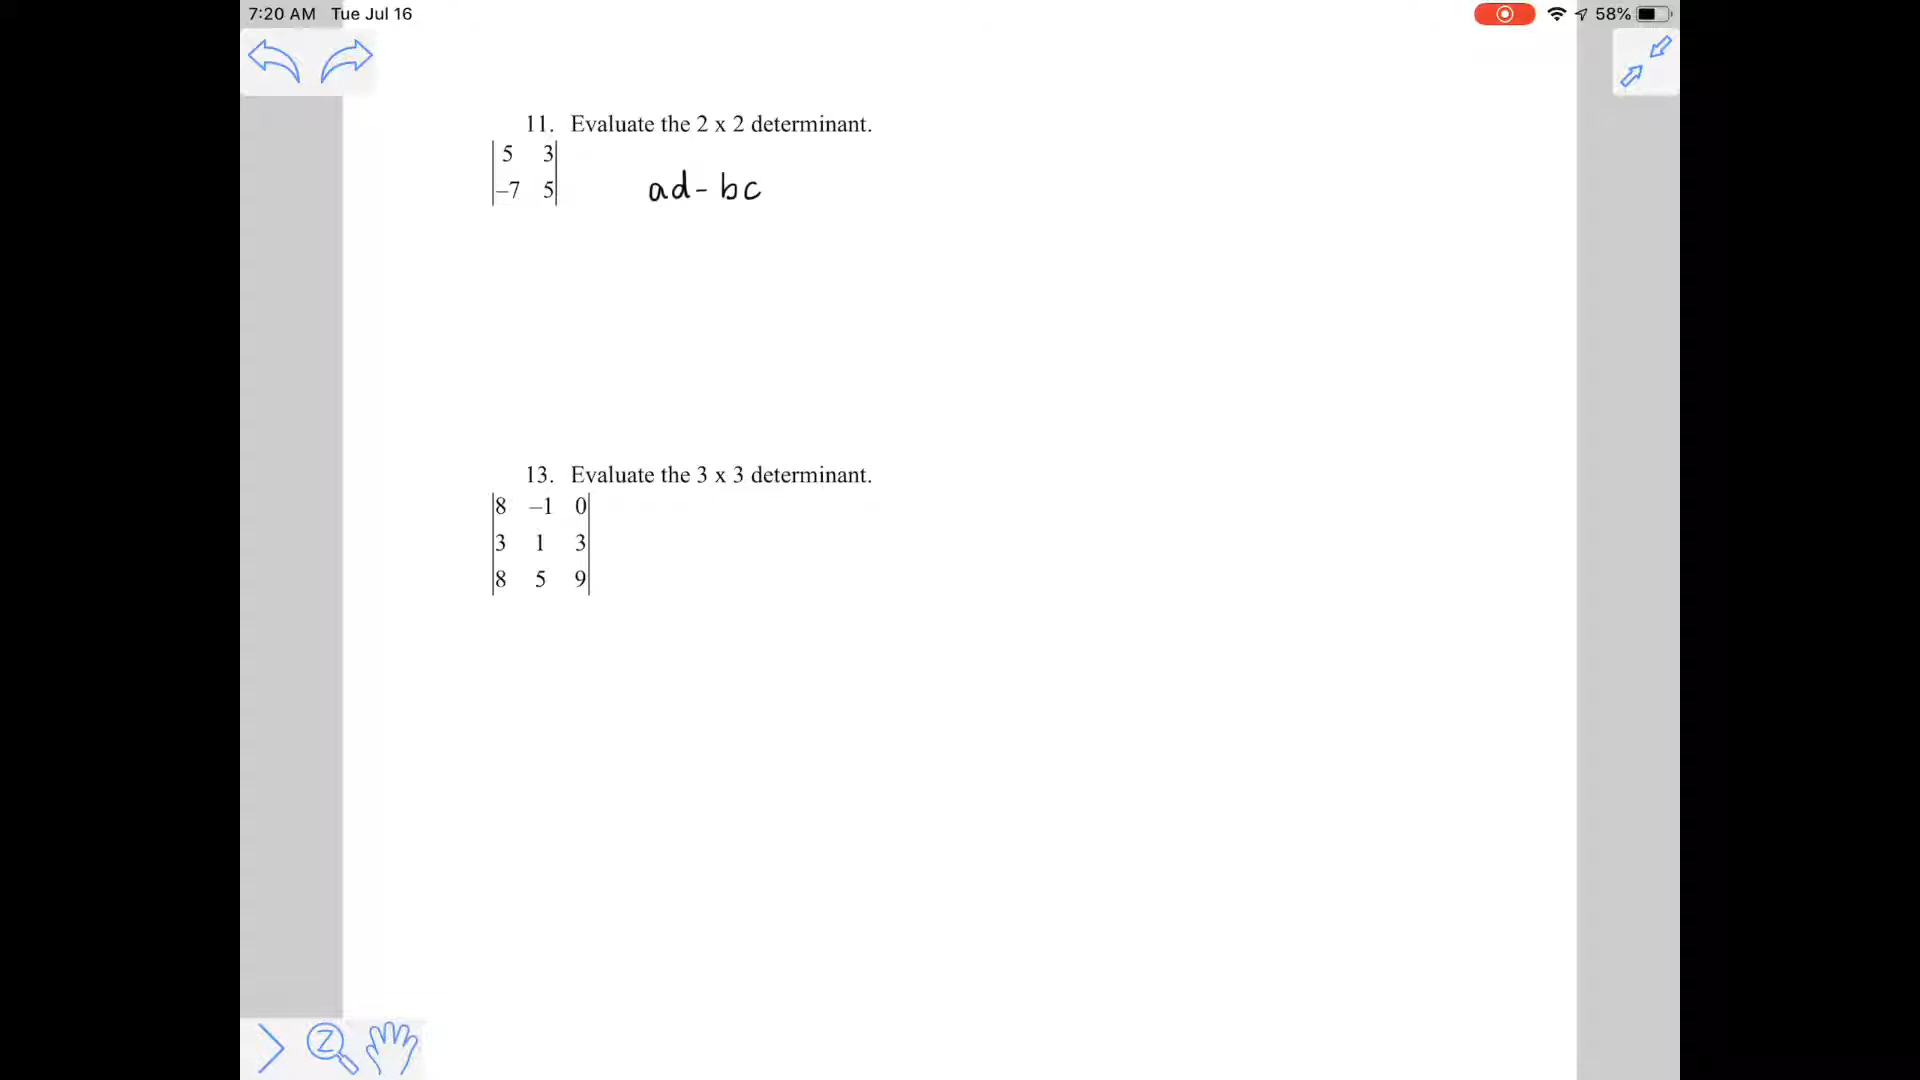 7:20 AM Tue Jul 16
58%
11. Evaluate the 2 x 2 determinant.
5 3
–7 5
ad - bc
13. Evaluate the 3 x 3 determinant.
8 –1 0
3 1 3
8 5 9
Z